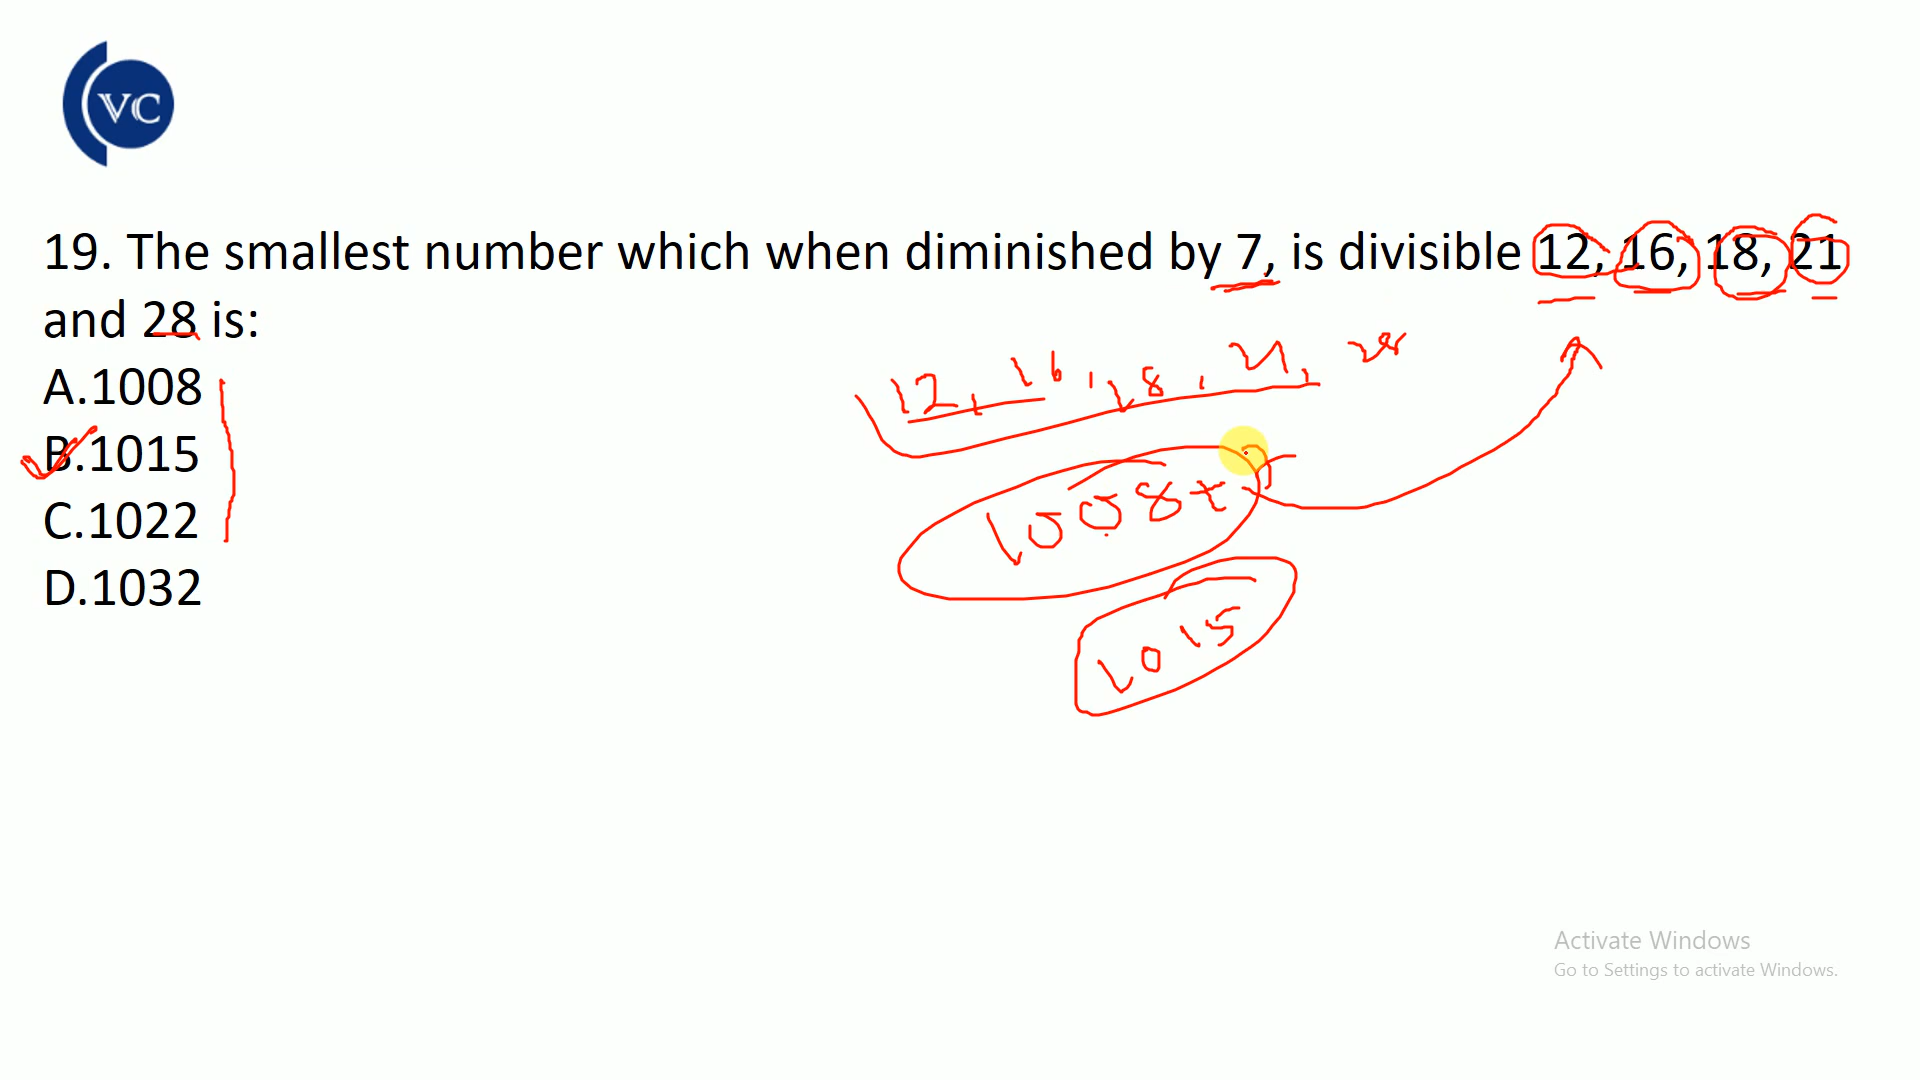 VC
19. The smallest number which when diminished by 7, is divisible 12, 16, 18, 21
and 28 is:
A.1008
B.1015
C.1022
D.1032
12, 16, 18, 21, 28
1008+7
1015
Activate Windows
Go to Settings to activate Windows.